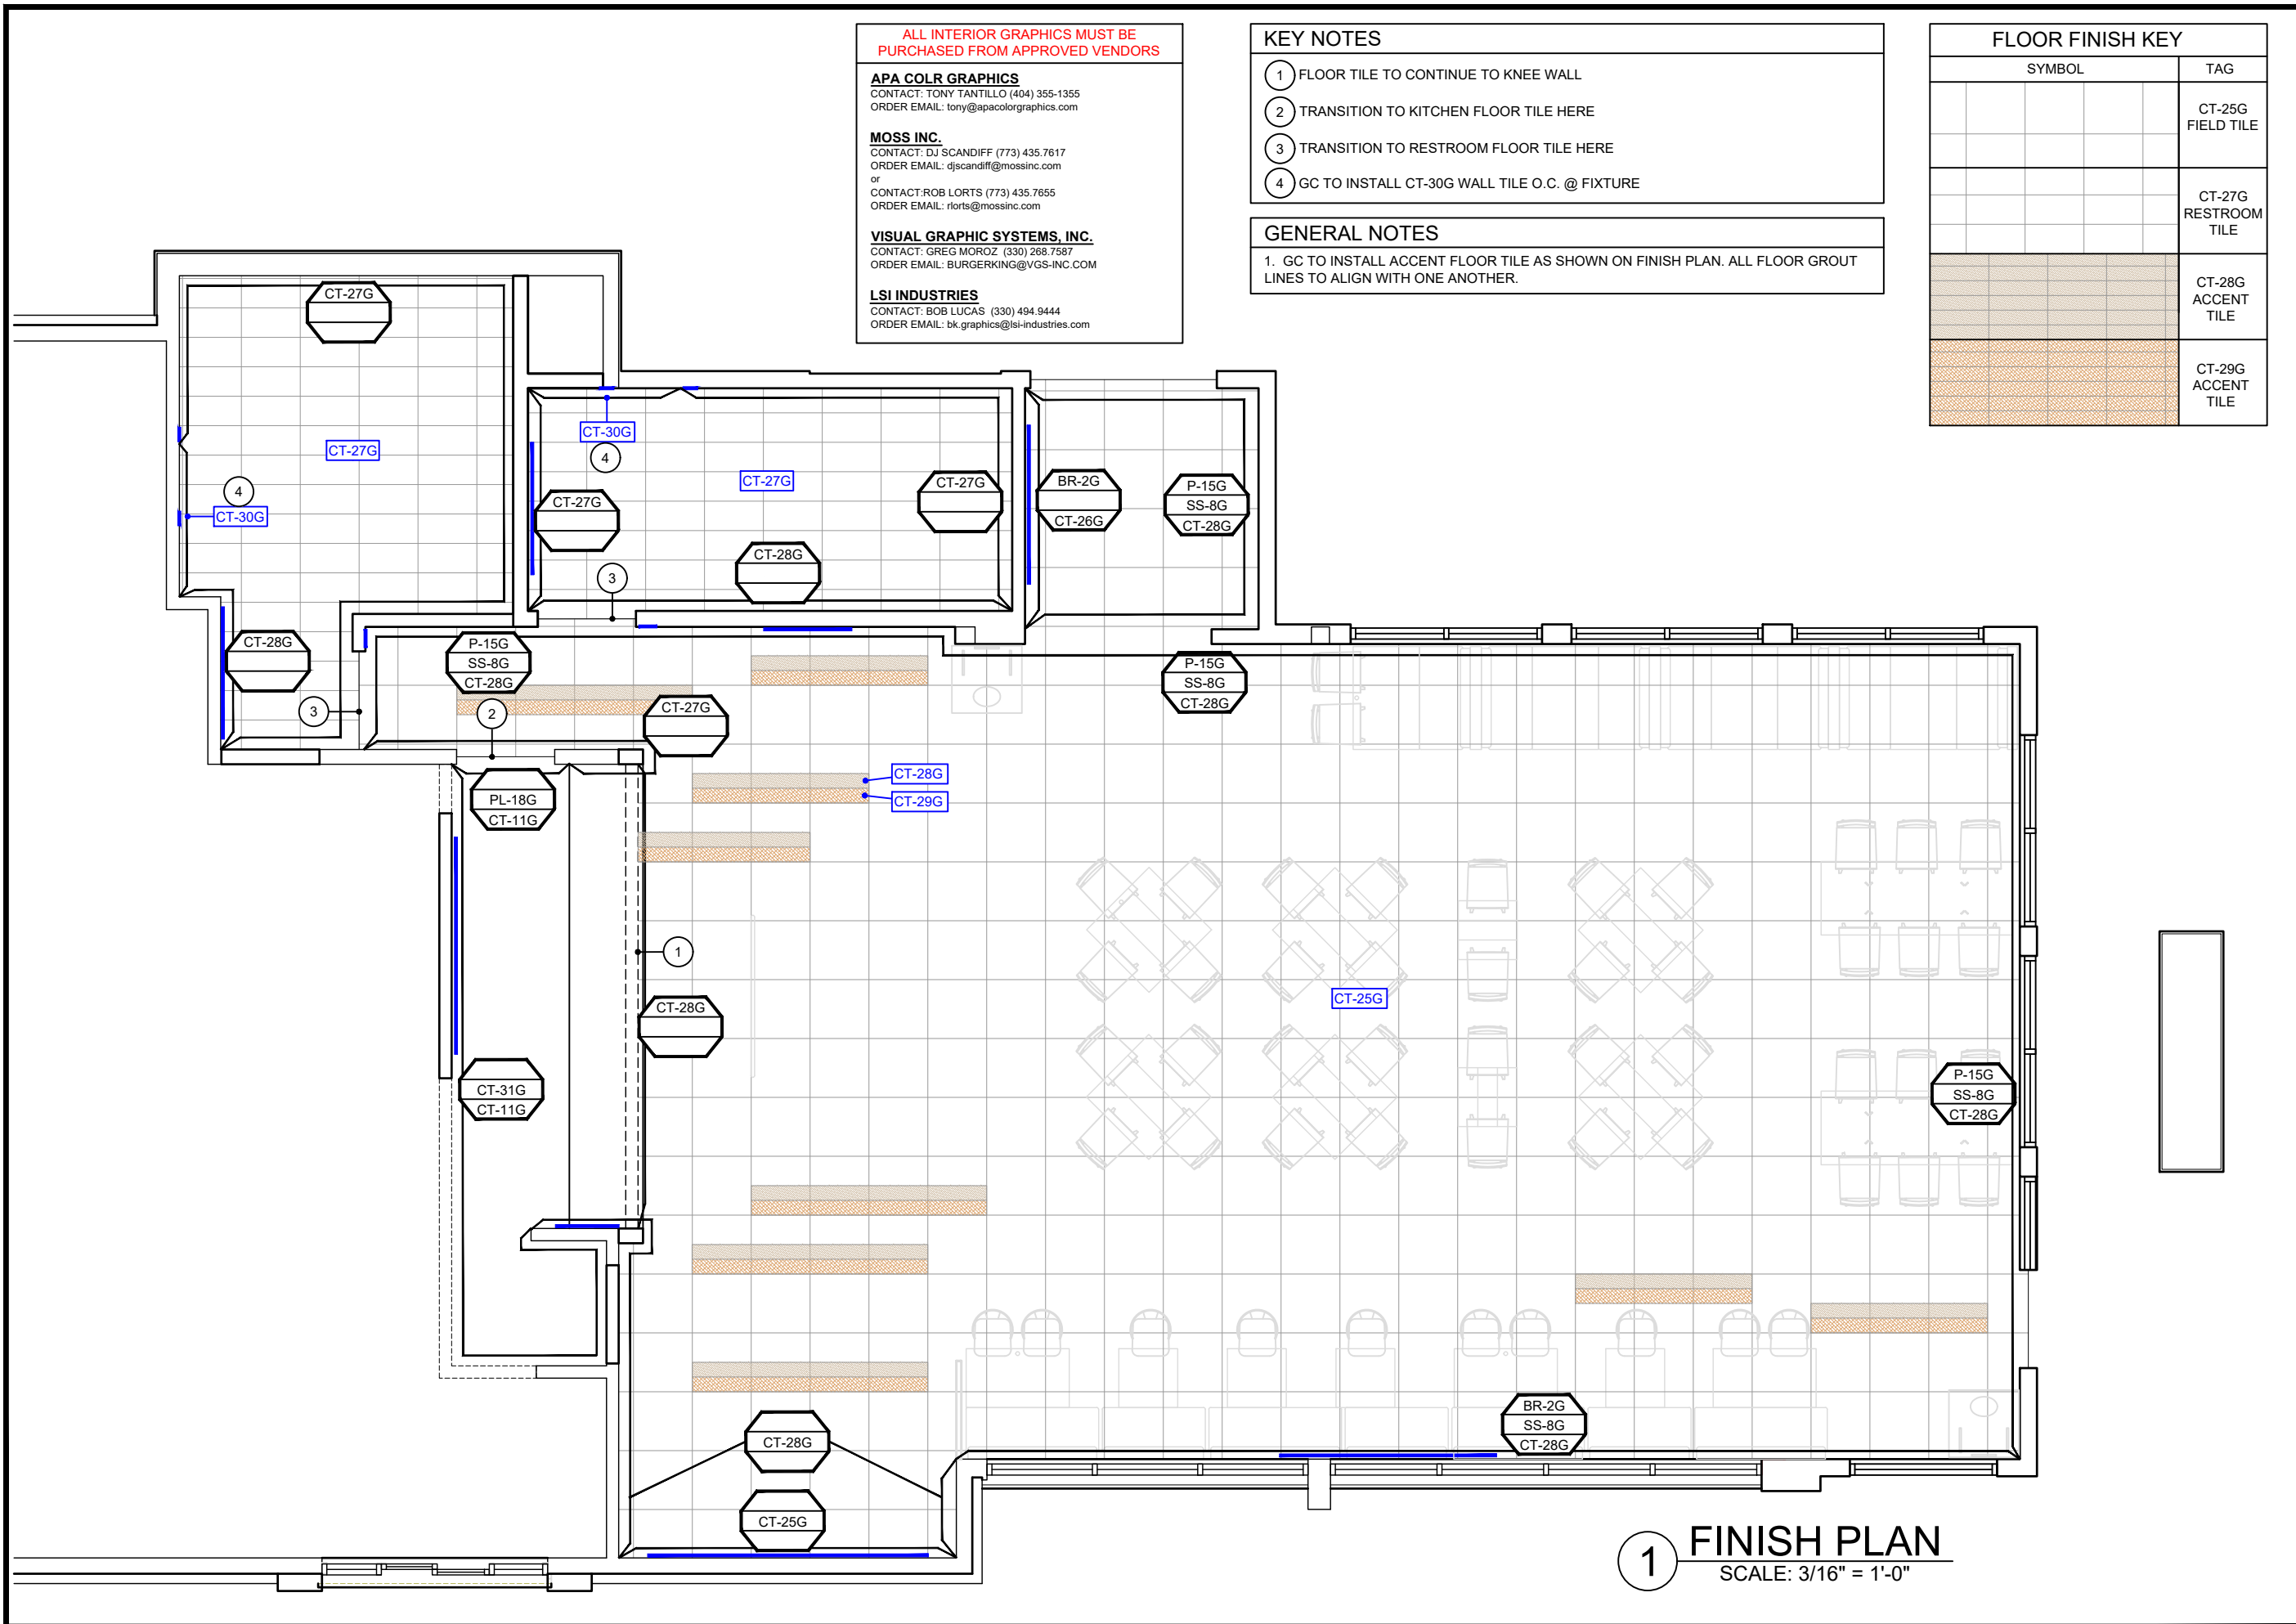 ALL INTERIOR GRAPHICS MUST BE
PURCHASED FROM APPROVED VENDORS
APA COLR GRAPHICS
CONTACT: TONY TANTILLO (404) 355-1355
ORDER EMAIL: tony@apacolorgraphics.com
MOSS INC.
CONTACT: DJ SCANDIFF (773) 435.7617
ORDER EMAIL: djscandiff@mossinc.com
or
CONTACT:ROB LORTS (773) 435.7655
ORDER EMAIL: rlorts@mossinc.com
VISUAL GRAPHIC SYSTEMS, INC.
CONTACT: GREG MOROZ (330) 268.7587
ORDER EMAIL: BURGERKING@VGS-INC.COM
LSI INDUSTRIES
CONTACT: BOB LUCAS (330) 494.9444
ORDER EMAIL: bk.graphics@lsi-industries.com
KEY NOTES
1 FLOOR TILE TO CONTINUE TO KNEE WALL
2 TRANSITION TO KITCHEN FLOOR TILE HERE
3 TRANSITION TO RESTROOM FLOOR TILE HERE
4 GC TO INSTALL CT-30G WALL TILE O.C. @ FIXTURE
GENERAL NOTES
1. GC TO INSTALL ACCENT FLOOR TILE AS SHOWN ON FINISH PLAN. ALL FLOOR GROUT
LINES TO ALIGN WITH ONE ANOTHER.
FLOOR FINISH KEY
SYMBOL TAG
CT-25G
FIELD TILE
CT-27G
RESTROOM
TILE
CT-28G
ACCENT
TILE
CT-29G
ACCENT
TILE
CT-27G
CT-27G
4
CT-30G
CT-30G
4
CT-27G
CT-27G
CT-27G
CT-28G
3
BR-2G
CT-26G
P-15G
SS-8G
CT-28G
CT-28G
3
P-15G
SS-8G
CT-28G
2
CT-27G
P-15G
SS-8G
CT-28G
PL-18G
CT-11G
CT-28G
CT-29G
1
CT-28G
CT-25G
CT-31G
CT-11G
P-15G
SS-8G
CT-28G
CT-28G
CT-25G
BR-2G
SS-8G
CT-28G
1 FINISH PLAN
SCALE: 3/16" = 1'-0"